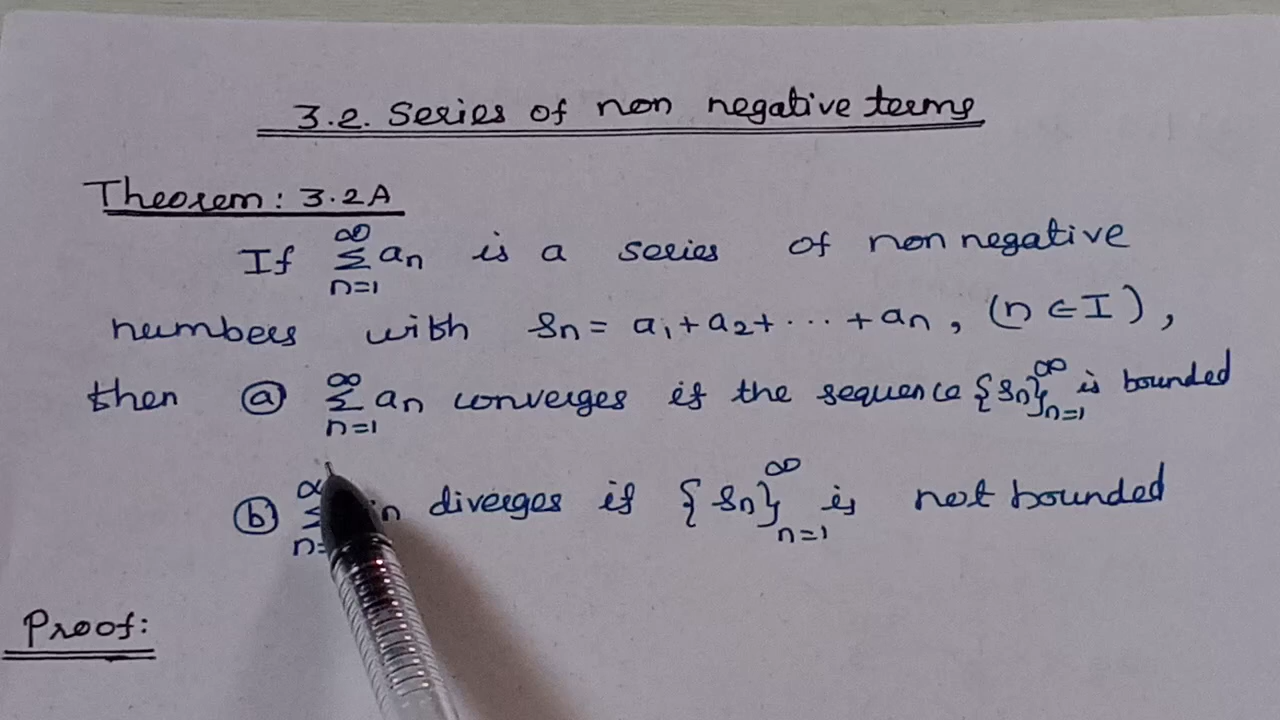 3.2. Series of non negative terms
Theorem: 3.2A
If ∞ Σ n=1 an is a series of non negative
numbers with sn = a1 + a2 + ... + an, (n ∈ I),
then (a) ∞ Σ n=1 an converges if the sequence {sn}∞ n=1 is bounded
(b) diverges if {sn}∞ n=1 is not bounded
Proof: